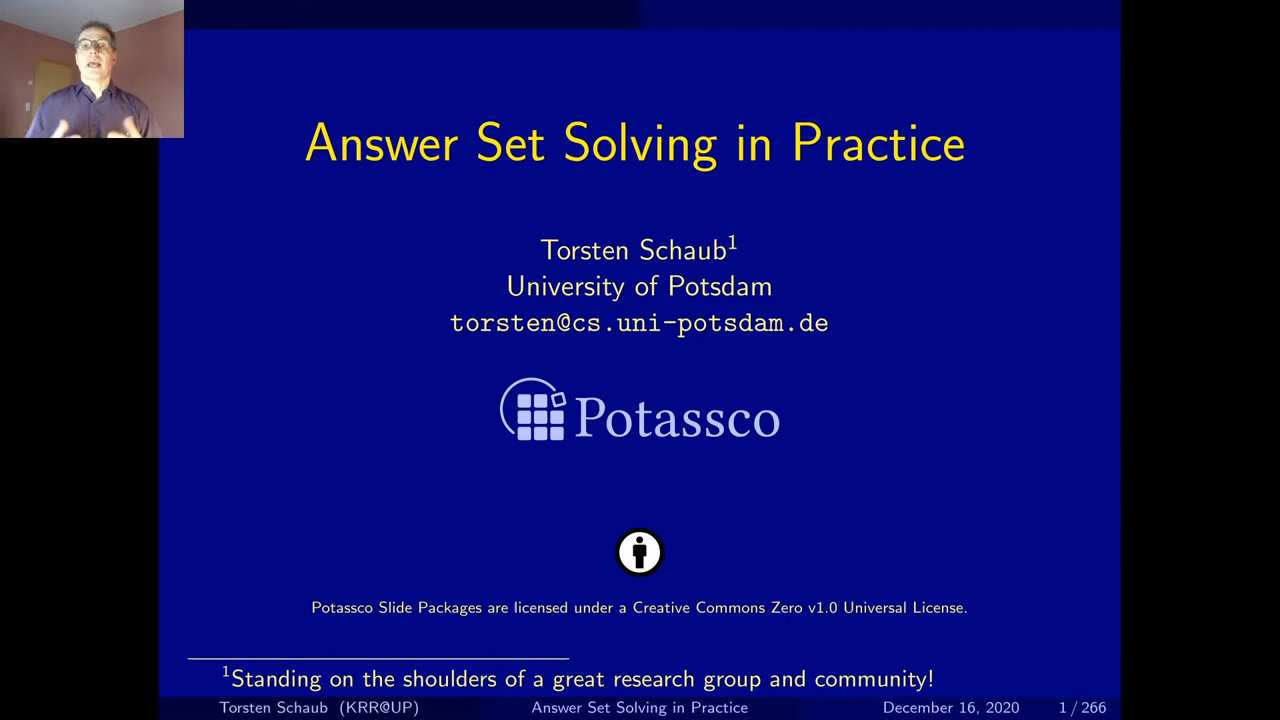 Answer Set Solving in Practice
Torsten Schaub¹
University of Potsdam
torsten@cs.uni-potsdam.de
Potassco
Potassco Slide Packages are licensed under a Creative Commons Zero v1.0 Universal License.
¹Standing on the shoulders of a great research group and community!
Torsten Schaub (KRR@UP) Answer Set Solving in Practice December 16, 2020 1 / 266